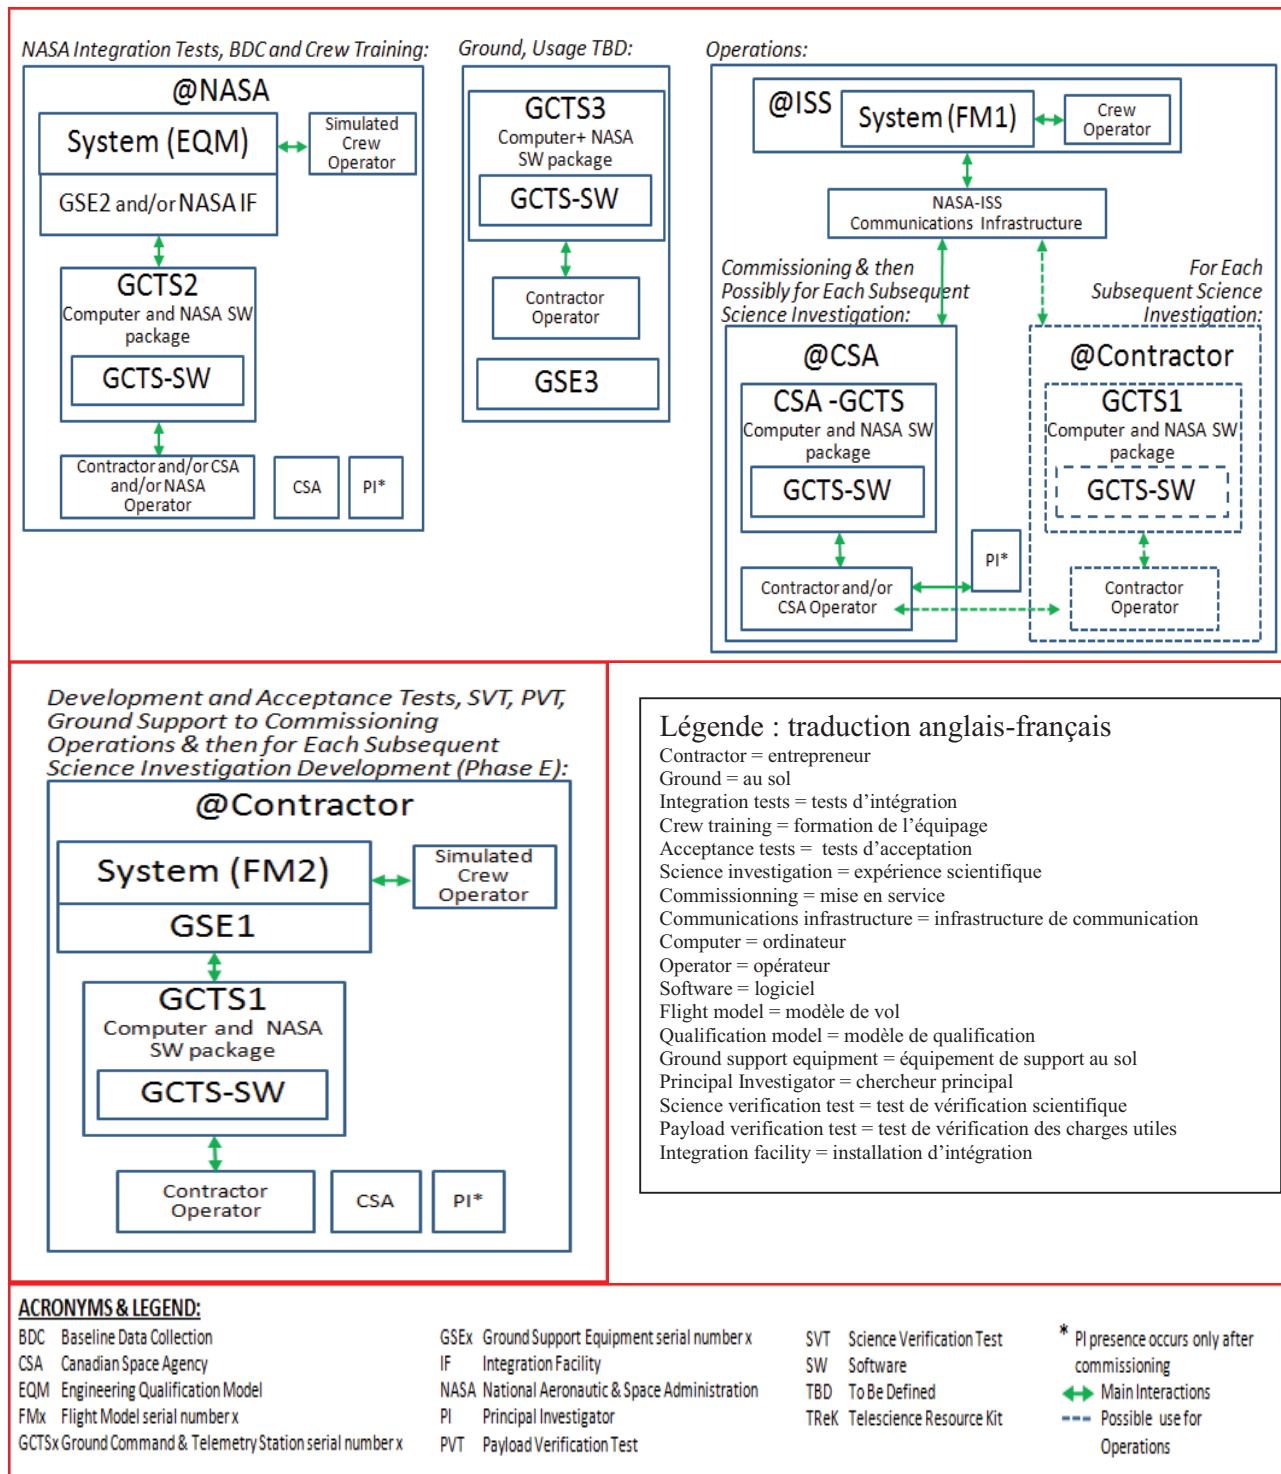 NASA Integration Tests, BDC and Crew Training:
@NASA
System (EQM)
Simulated
Crew
Operator
GSE2 and/or NASA IF
GCTS2
Computer and NASA SW
package
GCTS-SW
Contractor and/or CSA
and/or NASA
Operator
CSA
PI*
Ground, Usage TBD:
GCTS3
Computer+ NASA
SW package
GCTS-SW
Contractor
Operator
GSE3
Operations:
@ISS
System (FM1)
Crew
Operator
NASA-ISS
Communications Infrastructure
Commissioning & then
Possibly for Each Subsequent
Science Investigation:
For Each
Subsequent Science
Investigation:
@CSA
CSA -GCTS
Computer and NASA SW
package
GCTS-SW
Contractor and/or
CSA Operator
PI*
@Contractor
GCTS1
Computer and NASA SW
package
GCTS-SW
Contractor
Operator
Development and Acceptance Tests, SVT, PVT,
Ground Support to Commissioning
Operations & then for Each Subsequent
Science Investigation Development (Phase E):
@Contractor
System (FM2)
Simulated
Crew
Operator
GSE1
GCTS1
Computer and NASA
SW package
GCTS-SW
Contractor
Operator
CSA
PI*
Légende : traduction anglais-français
Contractor = entrepreneur
Ground = au sol
Integration tests = tests d'intégration
Crew training = formation de l'équipage
Acceptance tests = tests d'acceptation
Science investigation = expérience scientifique
Commissionning = mise en service
Communications infrastructure = infrastructure de communication
Computer = ordinateur
Operator = opérateur
Software = logiciel
Flight model = modèle de vol
Qualification model = modèle de qualification
Ground support equipment = équipement de support au sol
Principal Investigator = chercheur principal
Science verification test = test de vérification scientifique
Payload verification test = test de vérification des charges utiles
Integration facility = installation d'intégration
ACRONYMS & LEGEND:
BDC Baseline Data Collection
CSA Canadian Space Agency
EQM Engineering Qualification Model
FMx Flight Model serial number x
GCTSx Ground Command & Telemetry Station serial number x
GSEx Ground Support Equipment serial number x
IF Integration Facility
NASA National Aeronautic & Space Administration
PI Principal Investigator
PVT Payload Verification Test
SVT Science Verification Test
SW Software
TBD To Be Defined
TReK Telescience Resource Kit
* PI presence occurs only after
commissioning
Main Interactions
Possible use for
Operations